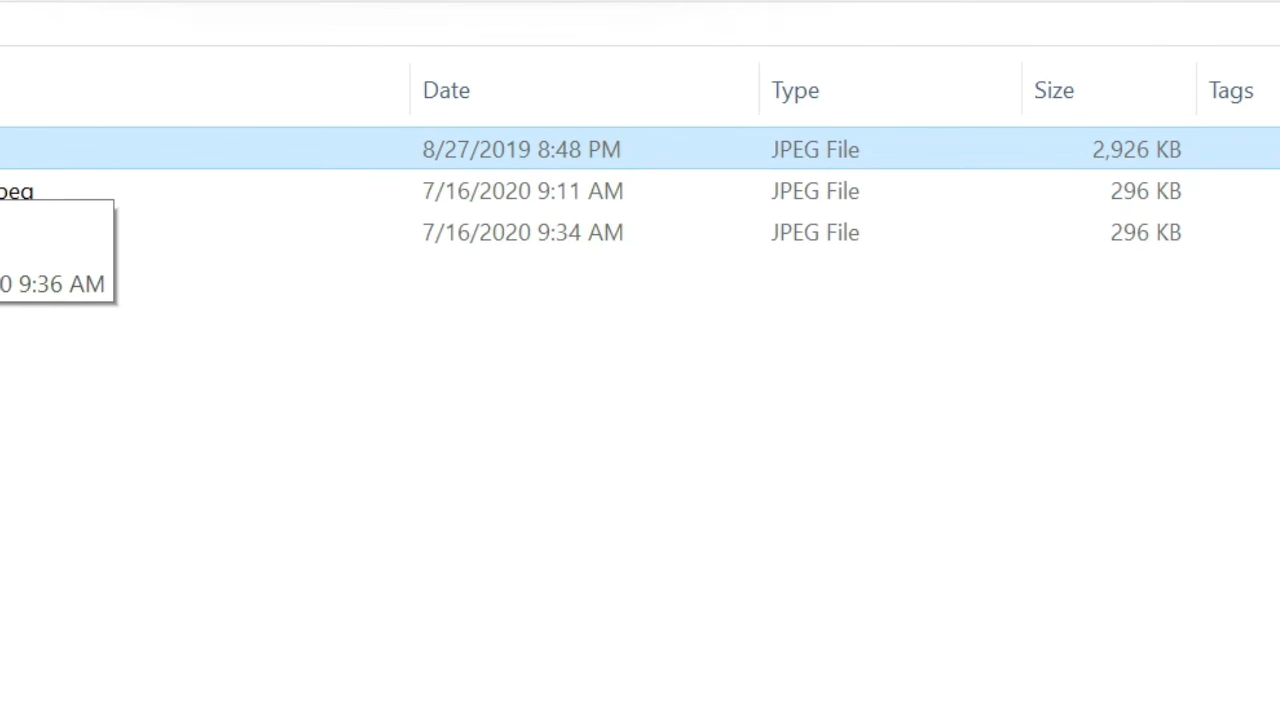 Date Type Size Tags
8/27/2019 8:48 PM JPEG File 2,926 KB
peg 7/16/2020 9:11 AM JPEG File 296 KB
7/16/2020 9:34 AM JPEG File 296 KB
0 9:36 AM